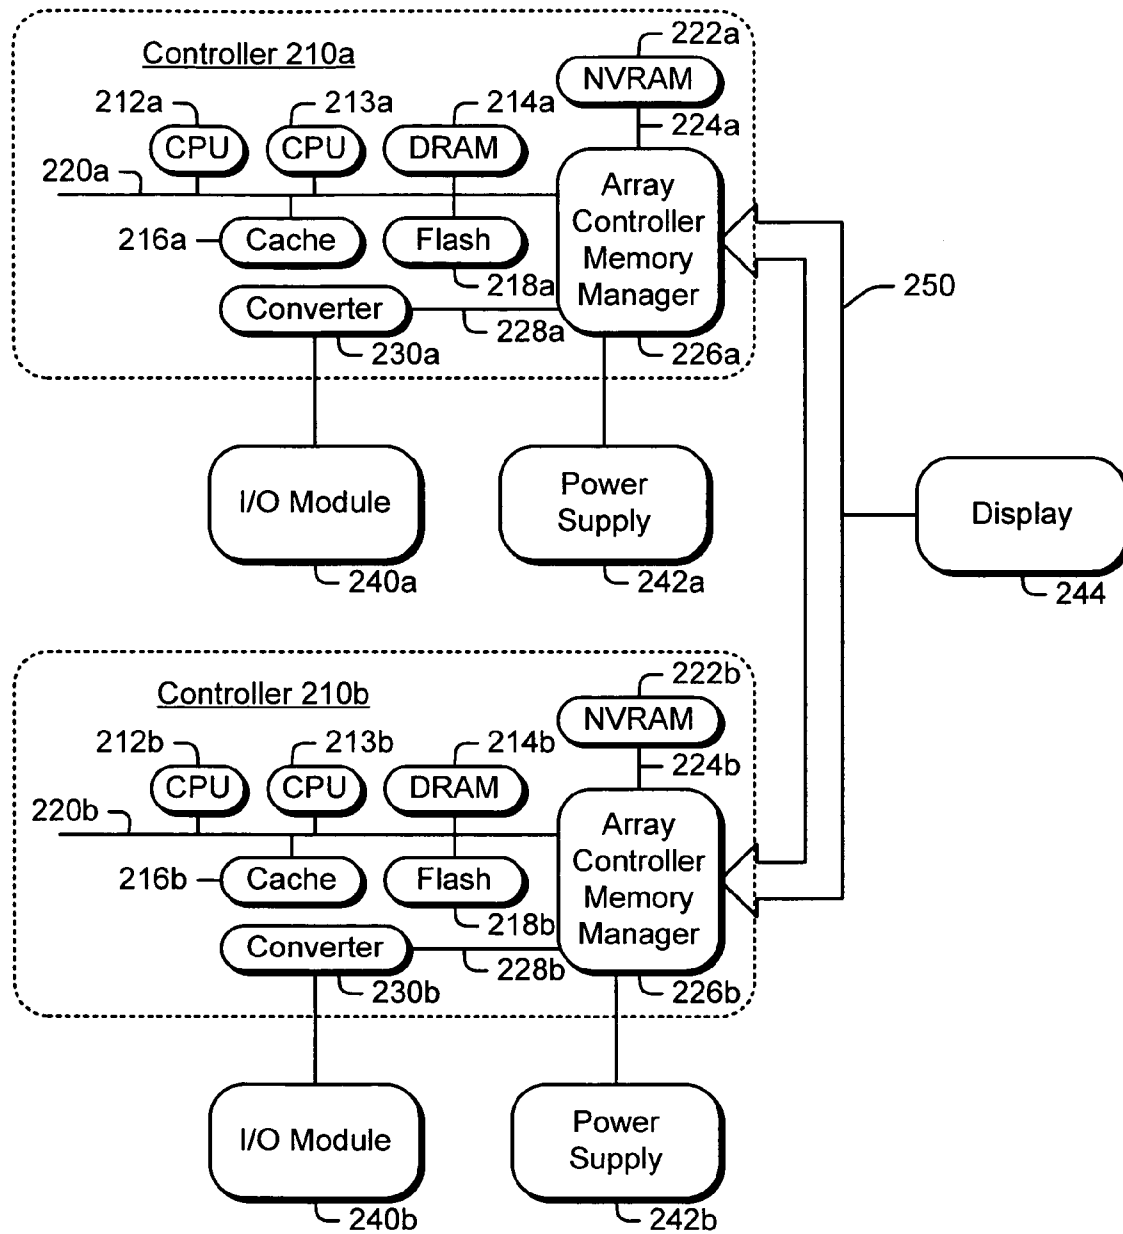 Controller 210a
222a
NVRAM
212a
213a
214a
224a
CPU
CPU
DRAM
220a
Array
Controller
Memory
Manager
216a
Cache
Flash
218a
Converter
228a
230a
226a
250
I/O Module
240a
Power
Supply
242a
Display
244
Controller 210b
222b
NVRAM
212b
213b
214b
224b
CPU
CPU
DRAM
220b
Array
Controller
Memory
Manager
216b
Cache
Flash
218b
Converter
228b
230b
226b
I/O Module
240b
Power
Supply
242b